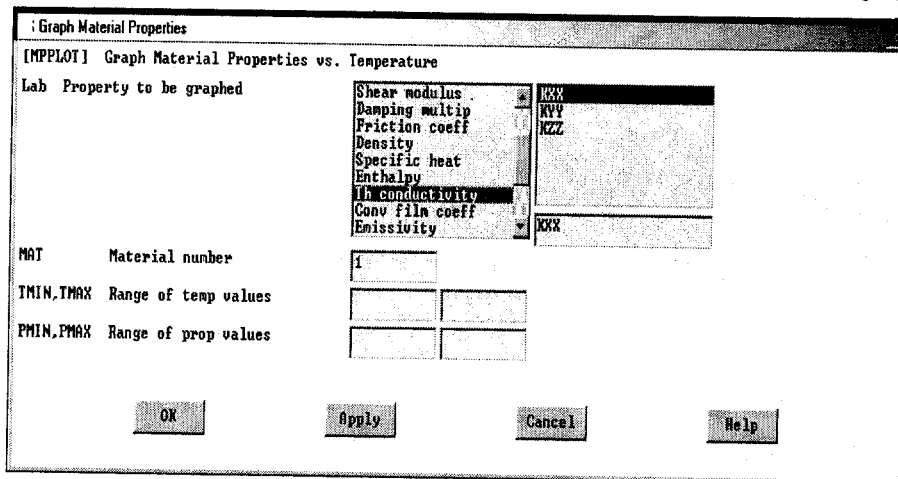 Graph Material Properties
[MPPLOT] Graph Material Properties vs. Temperature
Lab Property to be graphed
Shear modulus
Damping multip
Friction coeff
Density
Specific heat
Enthalpy
Th conductivity
Conv film coeff
Emissivity
KXX
KYY
KZZ
KXX
MAT Material number
1
TMIN,TMAX Range of temp values
PMIN,PMAX Range of prop values
OK Apply Cancel Help